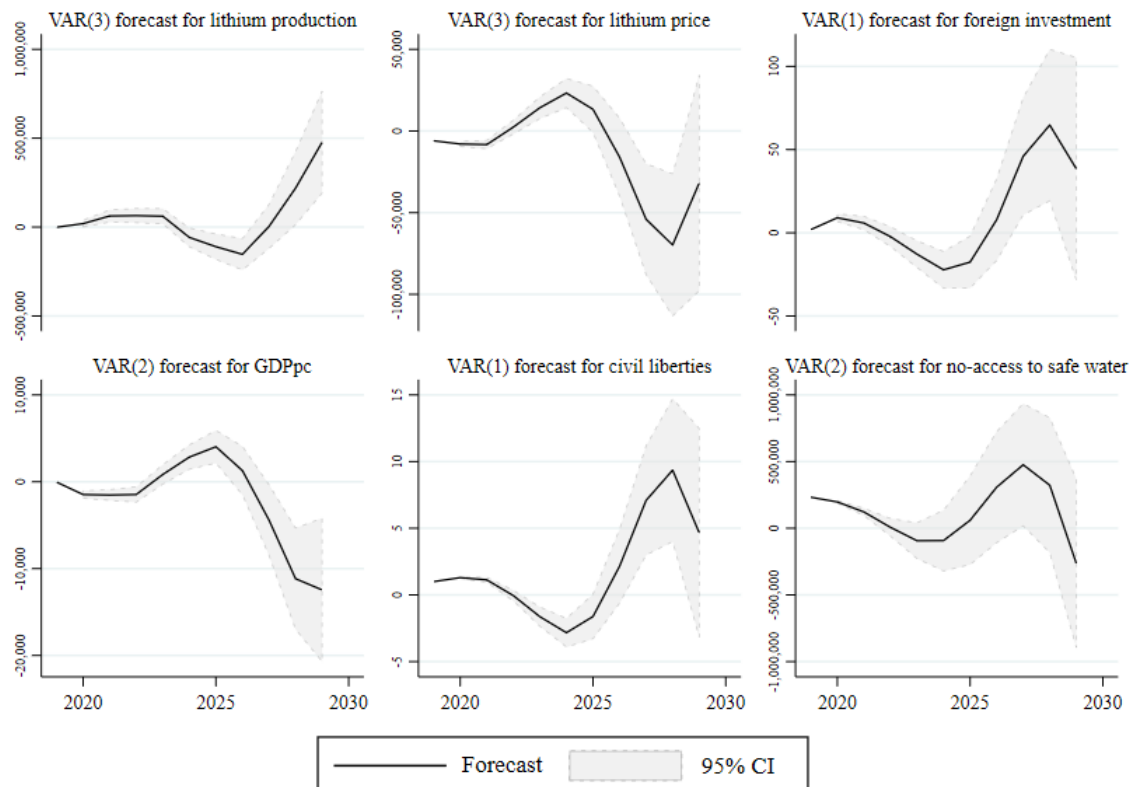 VAR(3) forecast for lithium production
VAR(3) forecast for lithium price
VAR(1) forecast for foreign investment
1,000,000
500,000
0
-500,000
50,000
0
-50,000
-100,000
100
50
0
-50
VAR(2) forecast for GDPpc
VAR(1) forecast for civil liberties
VAR(2) forecast for no-access to safe water
10,000
0
-10,000
-20,000
15
10
5
0
-5
1,000,000
500,000
0
-500,000
-1,000,000
2020 2025 2030
2020 2025 2030
2020 2025 2030
Forecast 95% CI